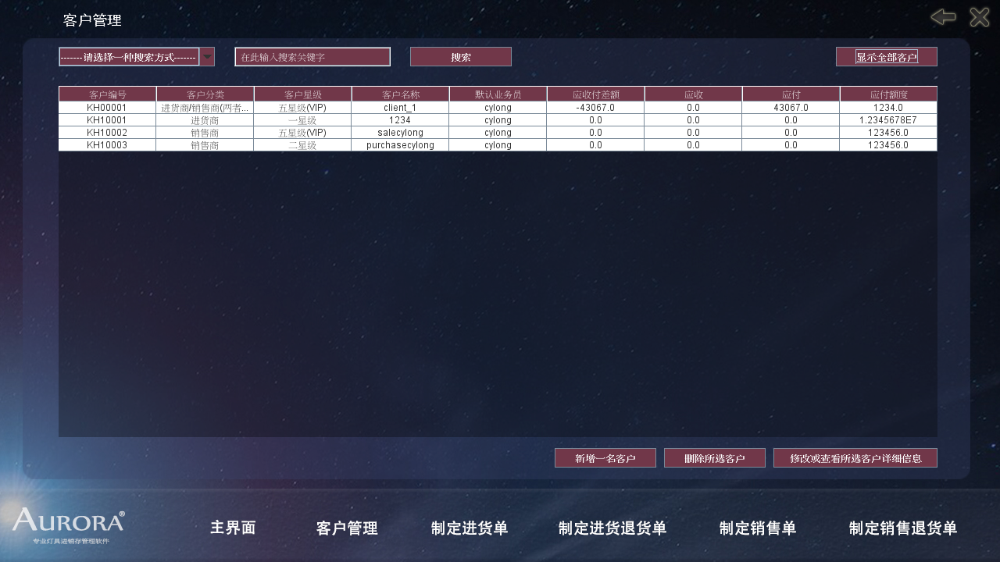 客户管理
-------请选择一种搜索方式------- 在此输入搜索关键字 搜索 显示全部客户
客户编号 客户分类 客户星级 客户名称 默认业务员 应收付差额 应收 应付 应付额度
KH00001 进货商/销售商(两者... 五星级(VIP) client_1 cylong -43067.0 0.0 43067.0 1234.0
KH10001 进货商 一星级 1234 cylong 0.0 0.0 0.0 1.2345678E7
KH10002 销售商 五星级(VIP) salecylong cylong 0.0 0.0 0.0 123456.0
KH10003 销售商 二星级 purchasecylong cylong 0.0 0.0 0.0 123456.0
新增一名客户 删除所选客户 修改或查看所选客户详细信息
AURORA®
专业灯具进销存管理软件
主界面 客户管理 制定进货单 制定进货退货单 制定销售单 制定销售退货单